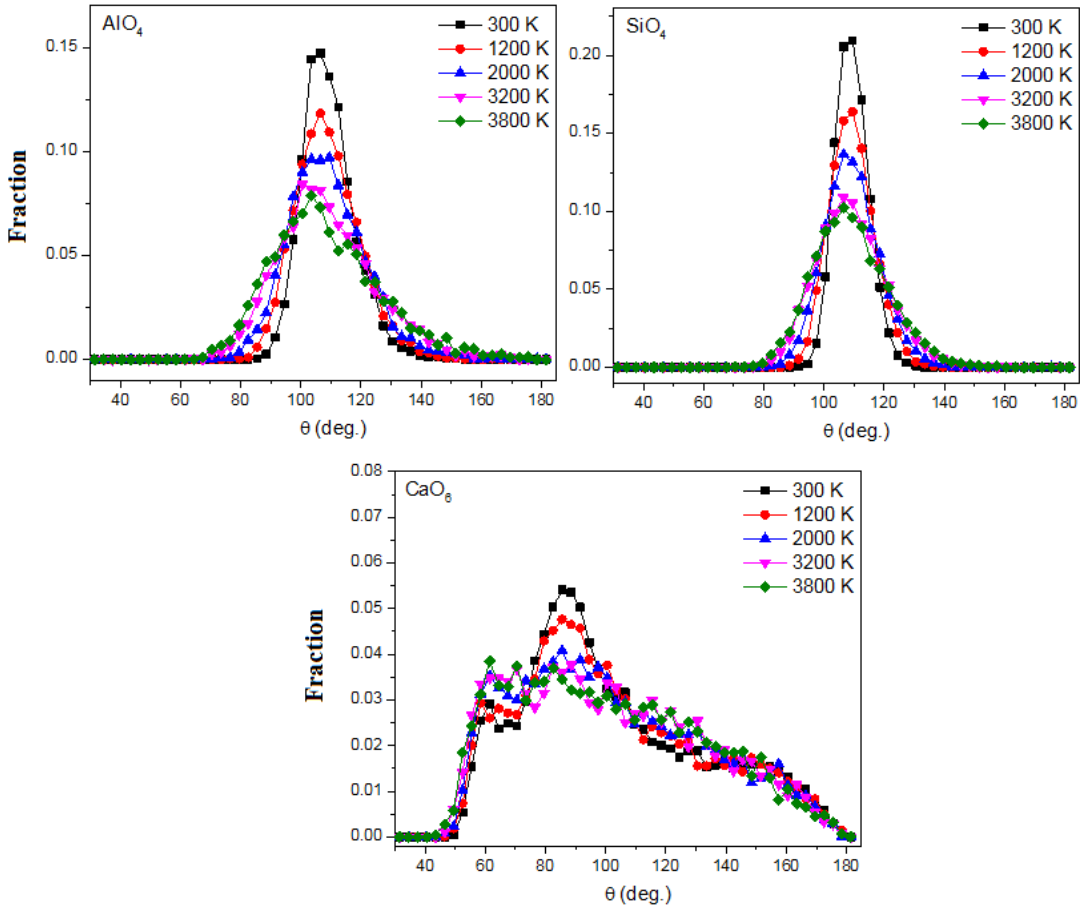 AlO₄
300 K
1200 K
2000 K
3200 K
3800 K
0.15
0.10
0.05
0.00
Fraction
40 60 80 100 120 140 160 180
θ (deg.)
SiO₄
300 K
1200 K
2000 K
3200 K
3800 K
0.20
0.15
0.10
0.05
0.00
40 60 80 100 120 140 160 180
θ (deg.)
CaO₆
300 K
1200 K
2000 K
3200 K
3800 K
0.08
0.07
0.06
0.05
0.04
0.03
0.02
0.01
0.00
Fraction
40 60 80 100 120 140 160 180
θ (deg.)